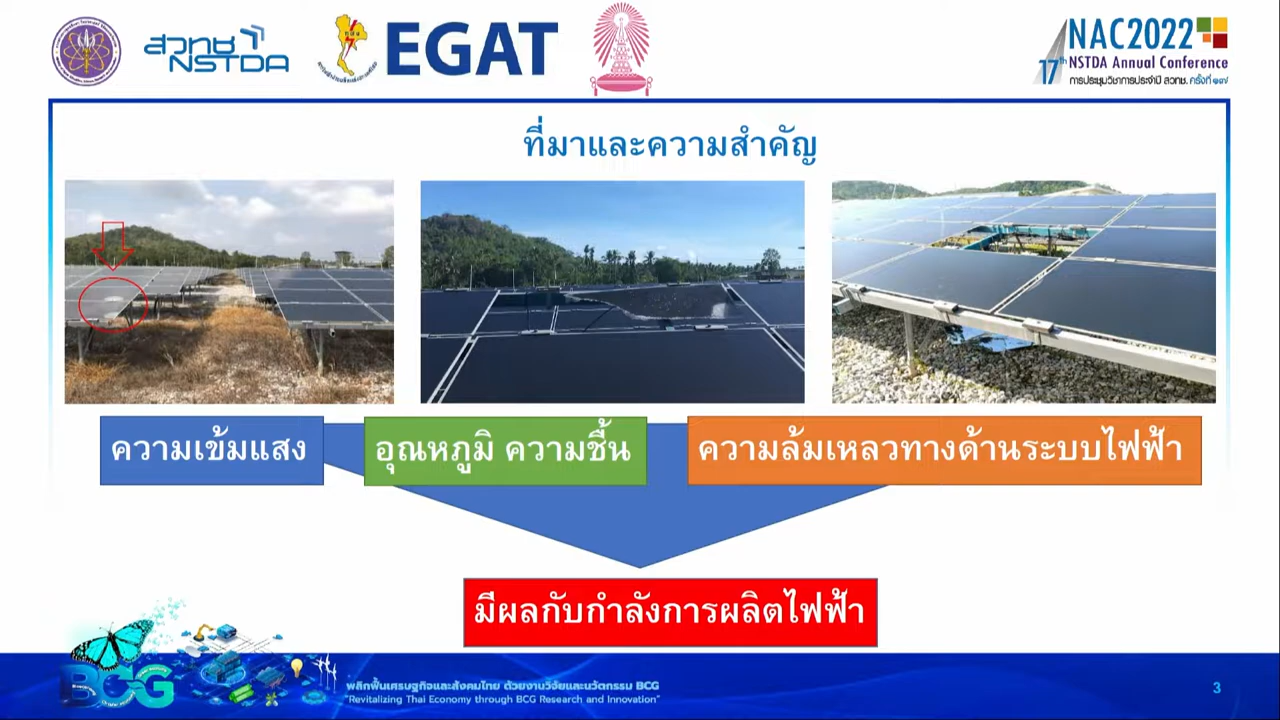 สวทช
NSTDA
กฟผ
EGAT
NAC2022
17th NSTDA Annual Conference
การประชุมวิชาการประจำปี สวทช. ครั้งที่ ๑๗
ที่มาและความสำคัญ
ความเข้มแสง
อุณหภูมิ ความชื้น
ความล้มเหลวทางด้านระบบไฟฟ้า
มีผลกับกำลังการผลิตไฟฟ้า
BCG
พลิกฟื้นเศรษฐกิจและสังคมไทย ด้วยงานวิจัยและนวัตกรรม BCG
"Revitalizing Thai Economy through BCG Research and Innovation"
3